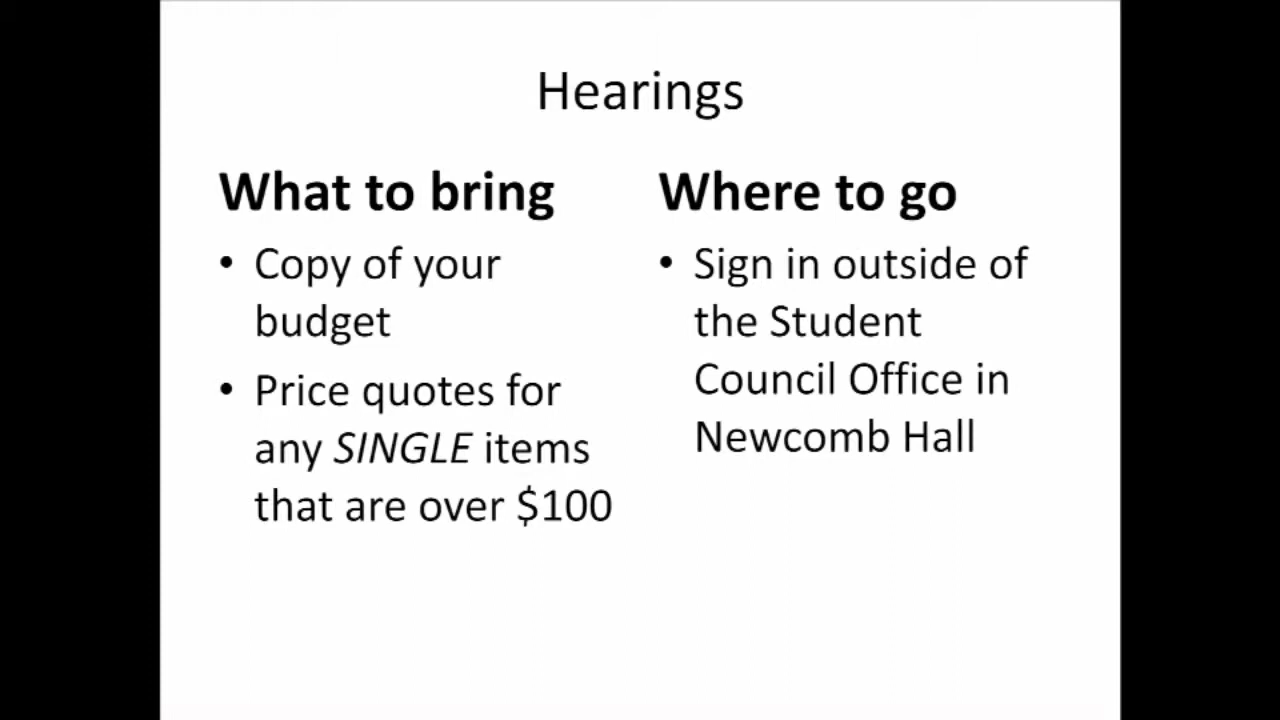 Hearings
What to bring
• Copy of your
budget
• Price quotes for
any SINGLE items
that are over $100
Where to go
• Sign in outside of
the Student
Council Office in
Newcomb Hall